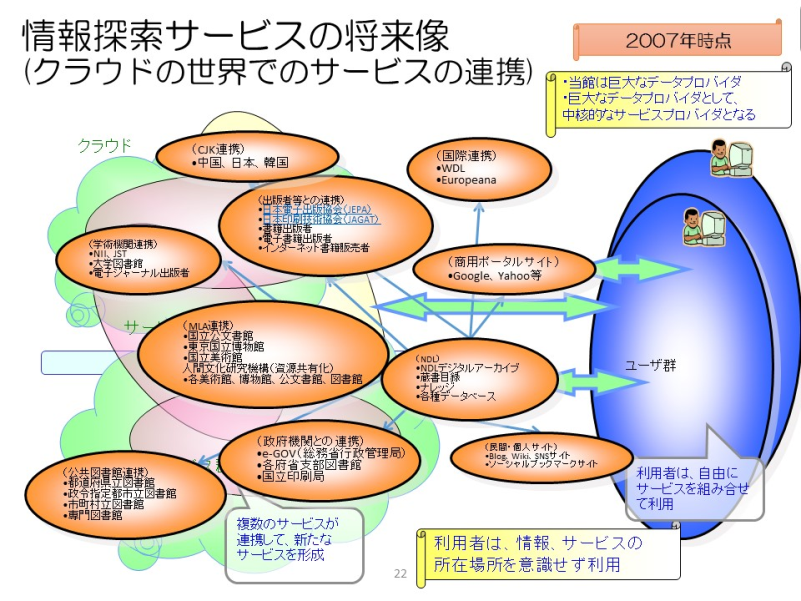 情報探索サービスの将来像
(クラウドの世界でのサービスの連携)
2007年時点
・当館は巨大なデータプロバイダ
・巨大なデータプロバイダとして、
中核的なサービスプロバイダとなる
クラウド
（CJK連携）
•中国、日本、韓国
（国際連携）
•WDL
•Europeana
（出版者等との連携）
•日本電子出版協会(JEPA)
•日本印刷技術協会(JAGAT)
•書籍出版者
•電子書籍出版者
•インターネット書籍販売者
（学術機関連携）
•NII, JST
•大学図書館
•電子ジャーナル出版者
（商用ポータルサイト）
•Google、Yahoo等
サー
（MLA連携）
•国立公文書館
•東京国立博物館
•国立美術館
人間文化研究機構（資源共有化）
•各美術館、博物館、公文書館、図書館
（NDL）
•NDLデジタルアーカイブ
•蔵書目録
•ナレッジ
•各種データベース
ユーザ群
（政府機関との連携）
•e-GOV（総務省行政管理局）
•各府省支部図書館
•国立印刷局
（民間・個人サイト）
•Blog、Wiki、SNSサイト
•ソーシャルブックマークサイト
（公共図書館連携）
•都道府県立図書館
•政令指定都市立図書館
•市町村立図書館
•専門図書館
利用者は、自由に
サービスを組み合せ
て利用
複数のサービスが
連携して、新たな
サービスを形成
利用者は、情報、サービスの
所在場所を意識せず利用
22